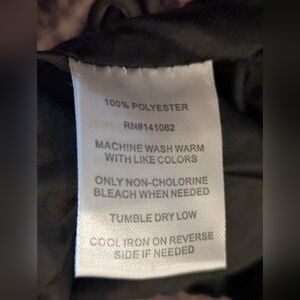 100% POLYESTER
RN#141062
MACHINE WASH WARM
WITH LIKE COLORS
ONLY NON-CHOLORINE
BLEACH WHEN NEEDED
TUMBLE DRY LOW
COOL IRON ON REVERSE
SIDE IF NEEDED